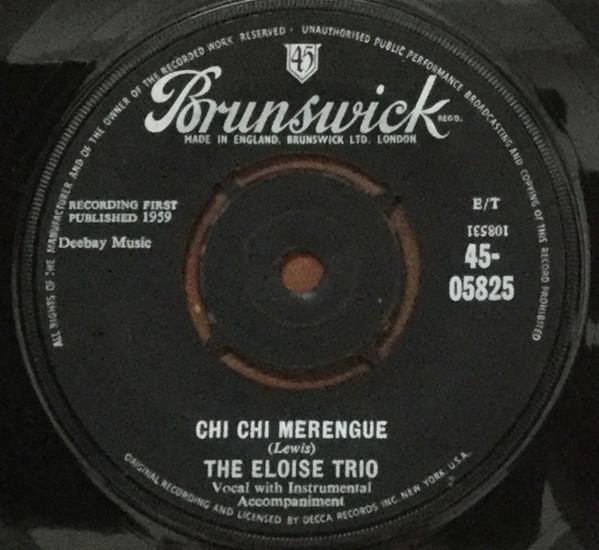 ALL RIGHTS OF THE MANUFACTURER AND OF THE OWNER OF THE RECORDED WORK RESERVED · UNAUTHORISED PUBLIC PERFORMANCE BROADCASTING AND COPYING OF THIS RECORD PROHIBITED
45
Brunswick REGD.
MADE IN ENGLAND, BRUNSWICK LTD. LONDON
RECORDING FIRST
PUBLISHED 1959
Deebay Music
E/T
108531
45-
05825
CHI CHI MERENGUE
(Lewis)
THE ELOISE TRIO
Vocal with Instrumental
Accompaniment
ORIGINAL RECORDING AND LICENSED BY DECCA RECORDS INC. NEW YORK, U.S.A.